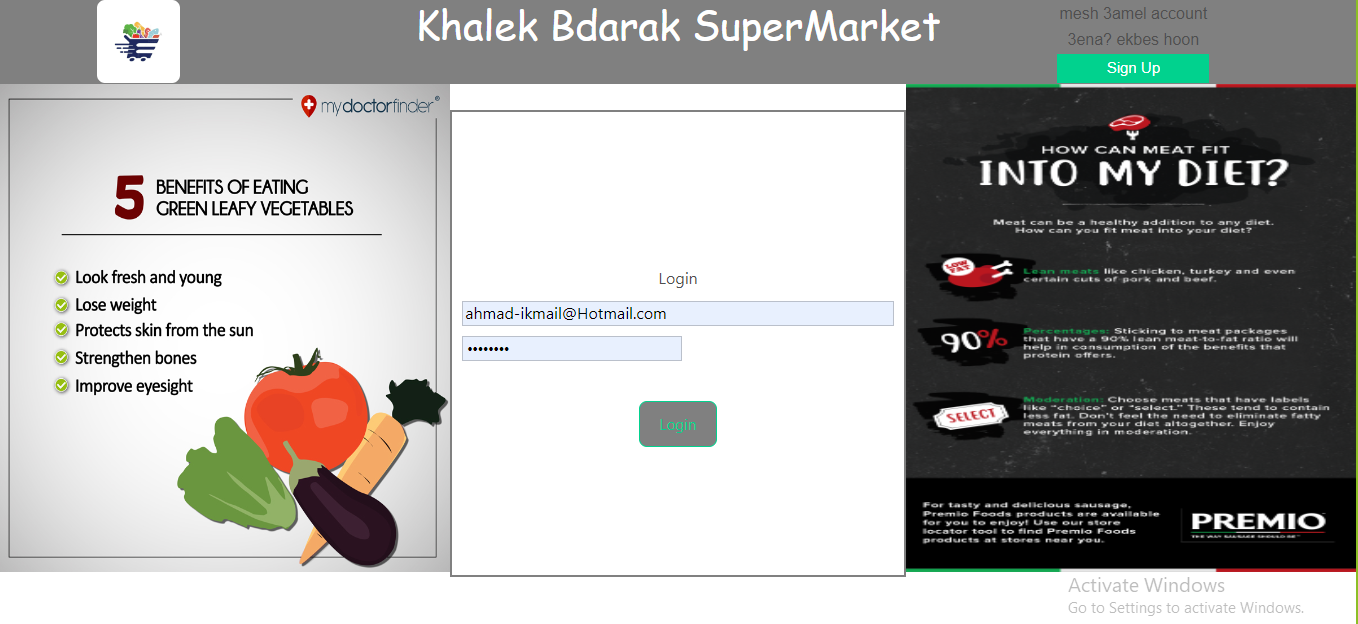 Khalek Bdarak SuperMarket
mesh 3amel account
3ena? ekbes hoon
Sign Up
mydoctorfinder®
5 BENEFITS OF EATING
GREEN LEAFY VEGETABLES
Look fresh and young
Lose weight
Protects skin from the sun
Strengthen bones
Improve eyesight
Login
ahmad-ikmail@Hotmail.com
••••••••
Login
HOW CAN MEAT FIT
INTO MY DIET?
Meat can be a healthy addition to any diet.
How can you fit meat into your diet?
LOW
FAT
Lean meats like chicken, turkey and even
certain cuts of pork and beef.
90%
Percentages: Sticking to meat packages
that have a 90% lean meat-to-fat ratio will
help in consumption of the benefits that
protein offers.
SELECT
Moderation: Choose meats that have labels
like "choice" or "select." These tend to contain
less fat. Don't feel the need to eliminate fatty
meats from your diet altogether. Enjoy
everything in moderation.
For tasty and delicious sausage,
Premio Foods products are available
for you to enjoy! Use our store
locator tool to find Premio Foods
products at stores near you.
PREMIO
THE WAY SAUSAGE SHOULD BE™
Activate Windows
Go to Settings to activate Windows.